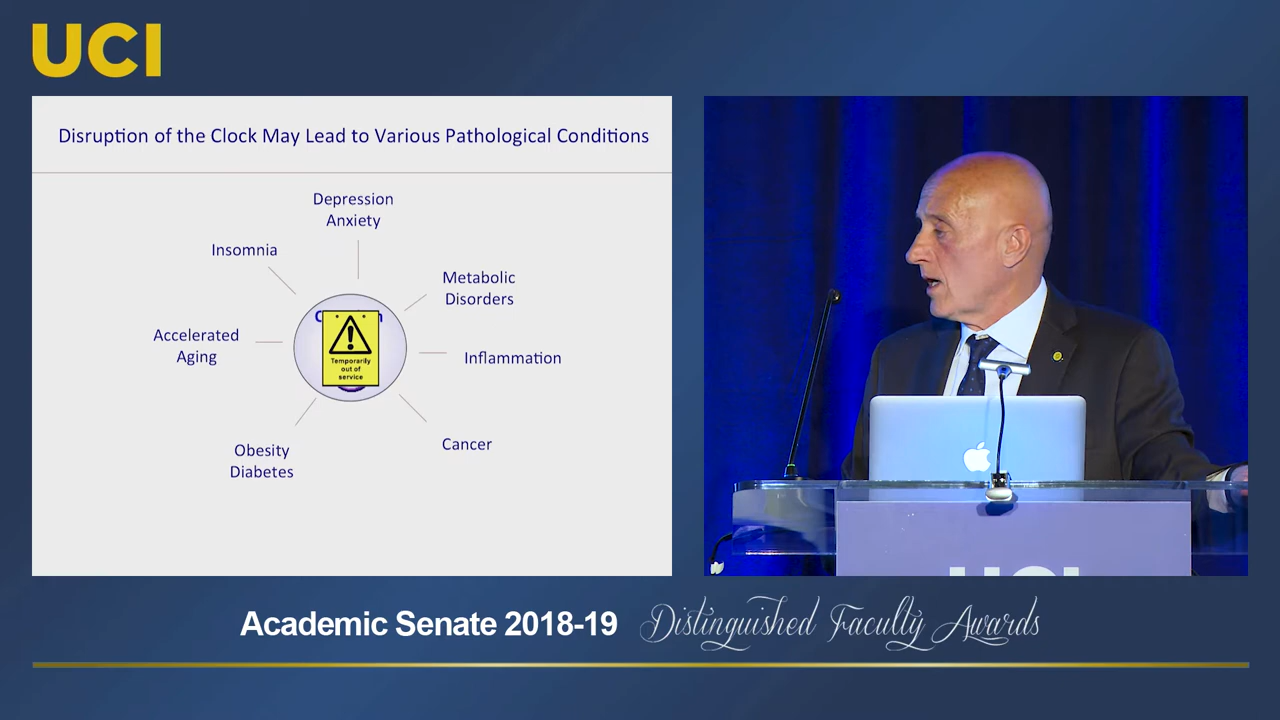 UCI
Disruption of the Clock May Lead to Various Pathological Conditions
Depression
Anxiety
Insomnia
Metabolic
Disorders
Accelerated
Aging
Temporarily
out of
service
Inflammation
Obesity
Diabetes
Cancer
UCI
Academic Senate 2018-19 Distinguished Faculty Awards